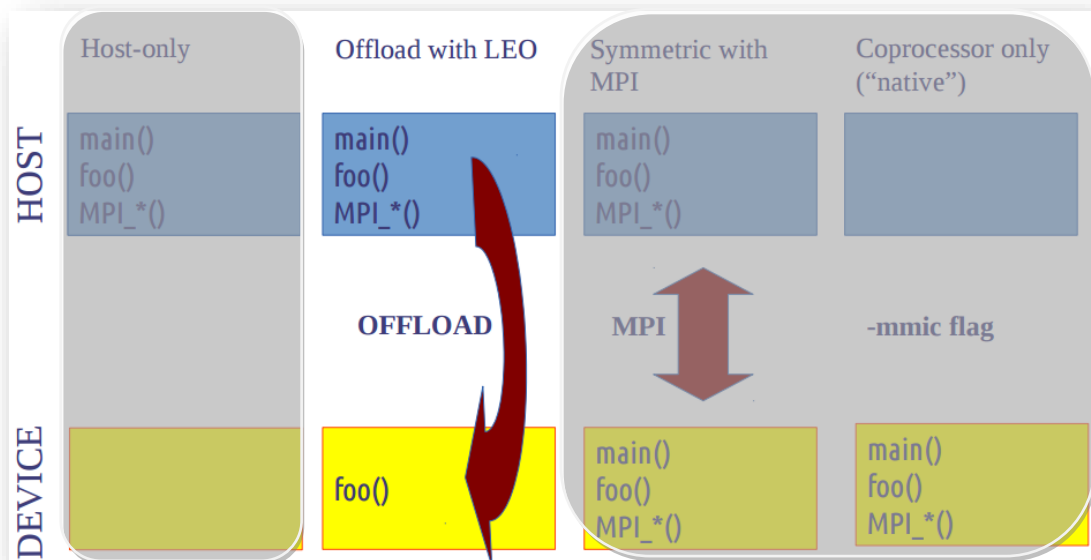 Host-only
Offload with LEO
Symmetric with
MPI
Coprocessor only
(“native”)
HOST
main()
foo()
MPI_*()
main()
foo()
MPI_*()
main()
foo()
MPI_*()
OFFLOAD
MPI
-mmic flag
DEVICE
foo()
main()
foo()
MPI_*()
main()
foo()
MPI_*()